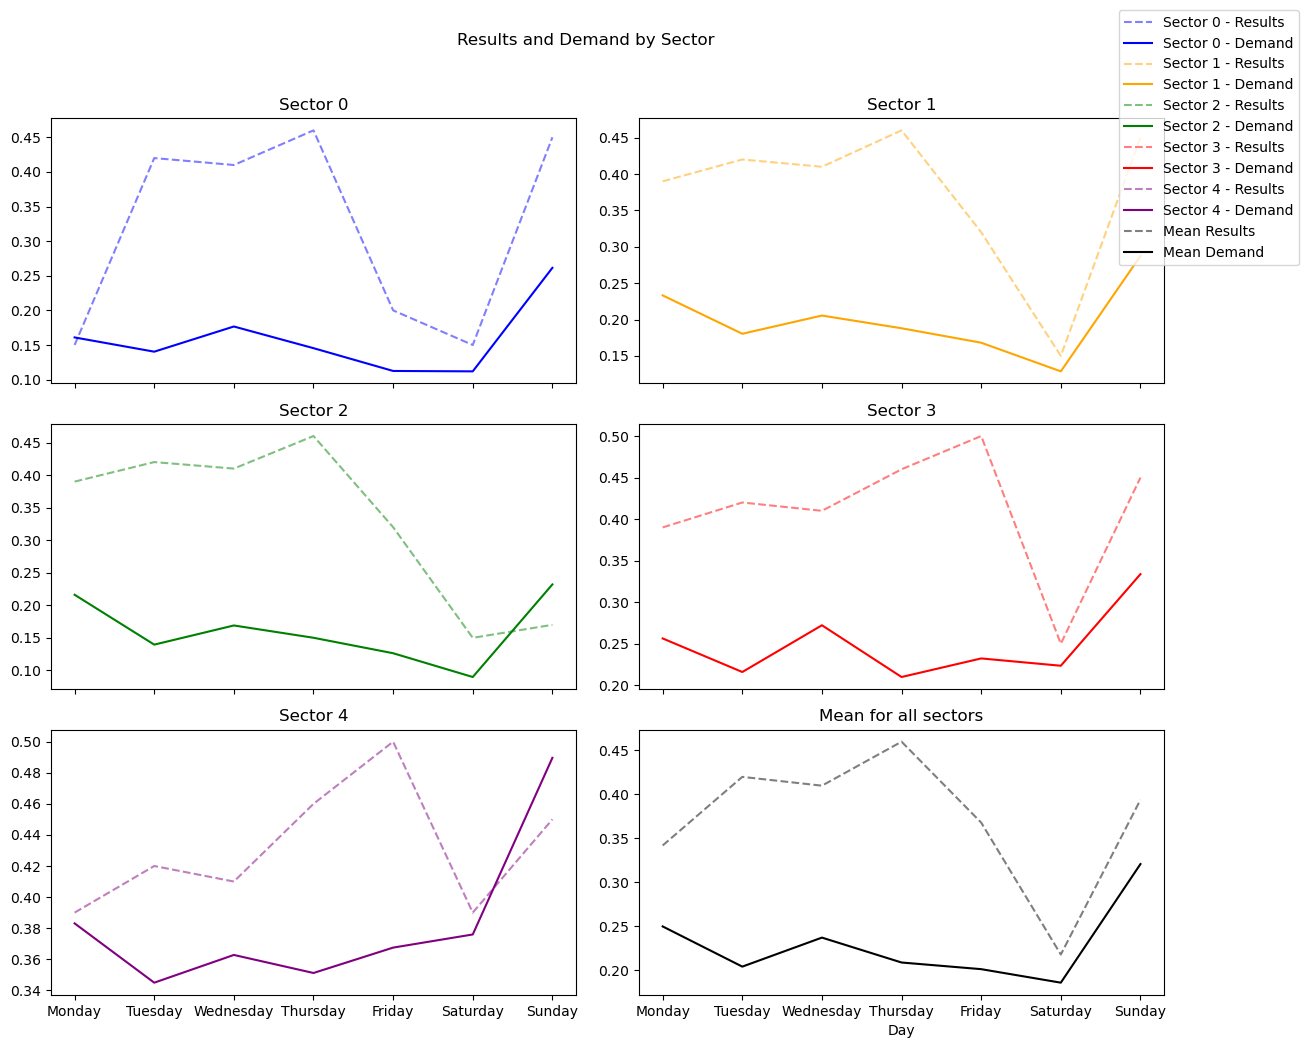 Results and Demand by Sector
Sector 0 - Results
Sector 0 - Demand
Sector 1 - Results
Sector 1 - Demand
Sector 2 - Results
Sector 2 - Demand
Sector 3 - Results
Sector 3 - Demand
Sector 4 - Results
Sector 4 - Demand
Mean Results
Mean Demand
Sector 0
0.45
0.40
0.35
0.30
0.25
0.20
0.15
0.10
Sector 1
0.45
0.40
0.35
0.30
0.25
0.20
0.15
Sector 2
0.45
0.40
0.35
0.30
0.25
0.20
0.15
0.10
Sector 3
0.50
0.45
0.40
0.35
0.30
0.25
0.20
Sector 4
0.50
0.48
0.46
0.44
0.42
0.40
0.38
0.36
0.34
Monday Tuesday Wednesday Thursday Friday Saturday Sunday
Mean for all sectors
0.45
0.40
0.35
0.30
0.25
0.20
Monday Tuesday Wednesday Thursday Friday Saturday Sunday
Day